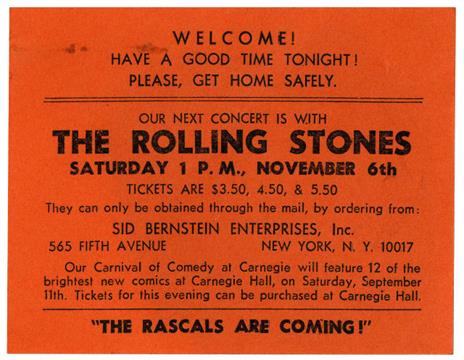 WELCOME!
HAVE A GOOD TIME TONIGHT!
PLEASE, GET HOME SAFELY.
OUR NEXT CONCERT IS WITH
THE ROLLING STONES
SATURDAY 1 P.M., NOVEMBER 6th
TICKETS ARE $3.50, 4.50, & 5.50
They can only be obtained through the mail, by ordering from:
SID BERNSTEIN ENTERPRISES, Inc.
565 FIFTH AVENUE NEW YORK, N. Y. 10017
Our Carnival of Comedy at Carnegie will feature 12 of the
brightest new comics at Carnegie Hall, on Saturday, September
11th. Tickets for this evening can be purchased at Carnegie Hall.
"THE RASCALS ARE COMING!"